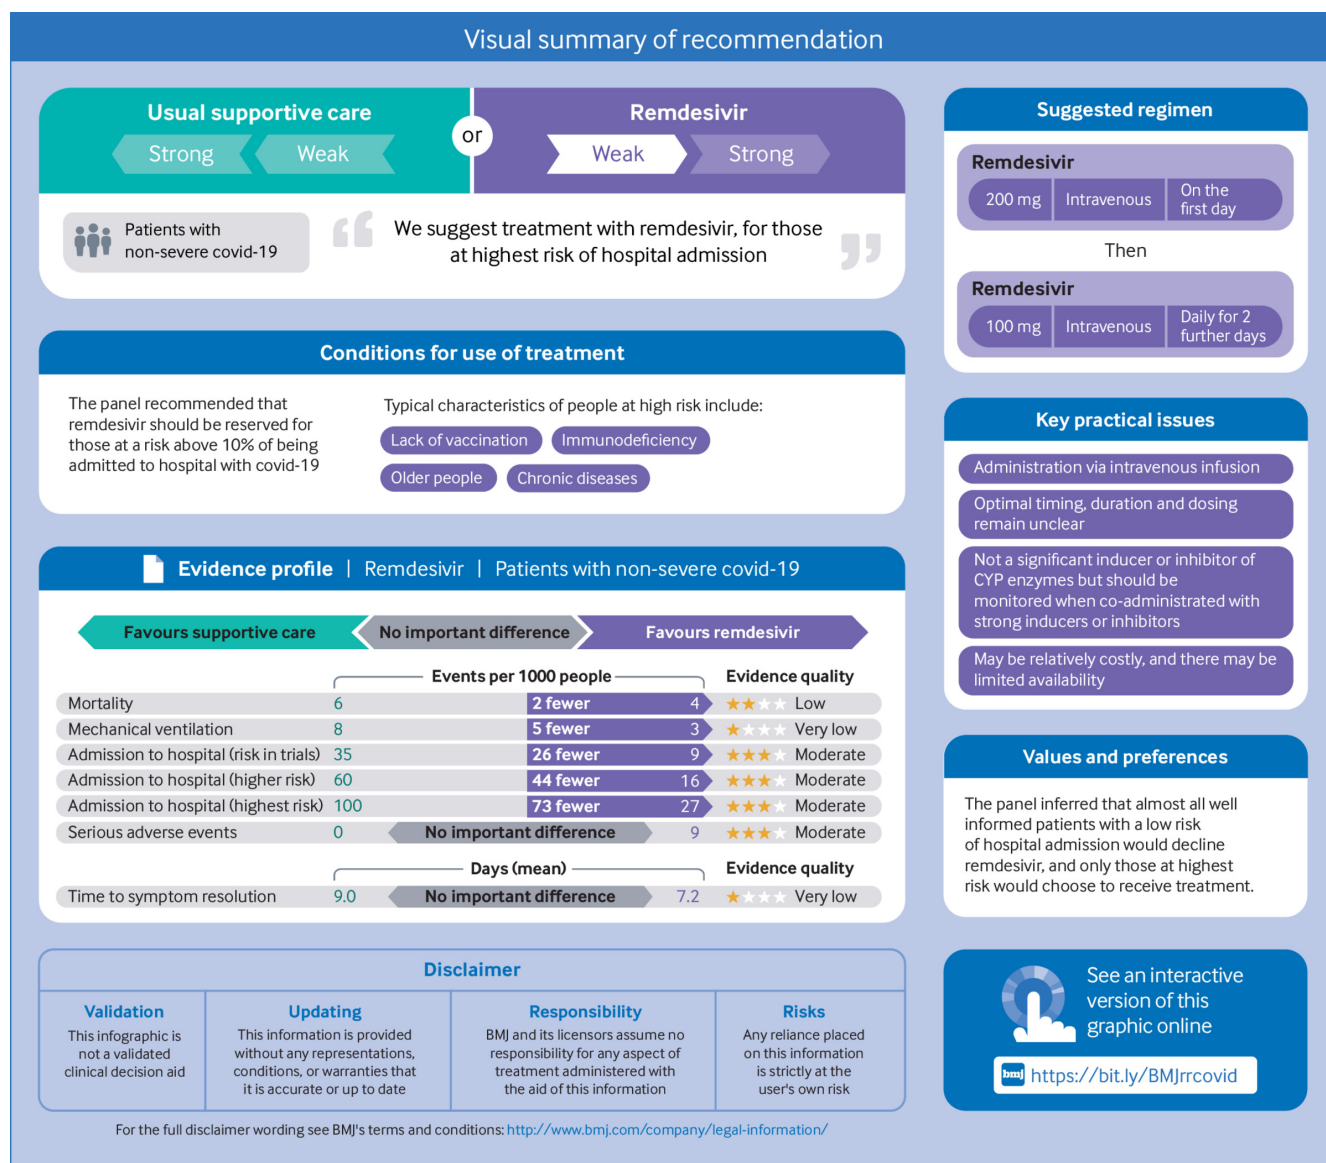 Visual summary of recommendation
Usual supportive care
Strong
Weak
or
Remdesivir
Weak
Strong
Patients with
non-severe covid-19
“ We suggest treatment with remdesivir, for those
at highest risk of hospital admission ”
Conditions for use of treatment
The panel recommended that
remdesivir should be reserved for
those at a risk above 10% of being
admitted to hospital with covid-19
Typical characteristics of people at high risk include:
Lack of vaccination
Immunodeficiency
Older people
Chronic diseases
Evidence profile | Remdesivir | Patients with non-severe covid-19
Favours supportive care
No important difference
Favours remdesivir
Events per 1000 people
Evidence quality
Mortality 6 2 fewer 4 Low
Mechanical ventilation 8 5 fewer 3 Very low
Admission to hospital (risk in trials) 35 26 fewer 9 Moderate
Admission to hospital (higher risk) 60 44 fewer 16 Moderate
Admission to hospital (highest risk) 100 73 fewer 27 Moderate
Serious adverse events 0 No important difference 9 Moderate
Days (mean)
Evidence quality
Time to symptom resolution 9.0 No important difference 7.2 Very low
Disclaimer
Validation
This infographic is
not a validated
clinical decision aid
Updating
This information is provided
without any representations,
conditions, or warranties that
it is accurate or up to date
Responsibility
BMJ and its licensors assume no
responsibility for any aspect of
treatment administered with
the aid of this information
Risks
Any reliance placed
on this information
is strictly at the
user's own risk
For the full disclaimer wording see BMJ's terms and conditions: http://www.bmj.com/company/legal-information/
Suggested regimen
Remdesivir
200 mg
Intravenous
On the
first day
Then
Remdesivir
100 mg
Intravenous
Daily for 2
further days
Key practical issues
Administration via intravenous infusion
Optimal timing, duration and dosing
remain unclear
Not a significant inducer or inhibitor of
CYP enzymes but should be
monitored when co-administrated with
strong inducers or inhibitors
May be relatively costly, and there may be
limited availability
Values and preferences
The panel inferred that almost all well
informed patients with a low risk
of hospital admission would decline
remdesivir, and only those at highest
risk would choose to receive treatment.
See an interactive
version of this
graphic online
bmj https://bit.ly/BMJrrcovid